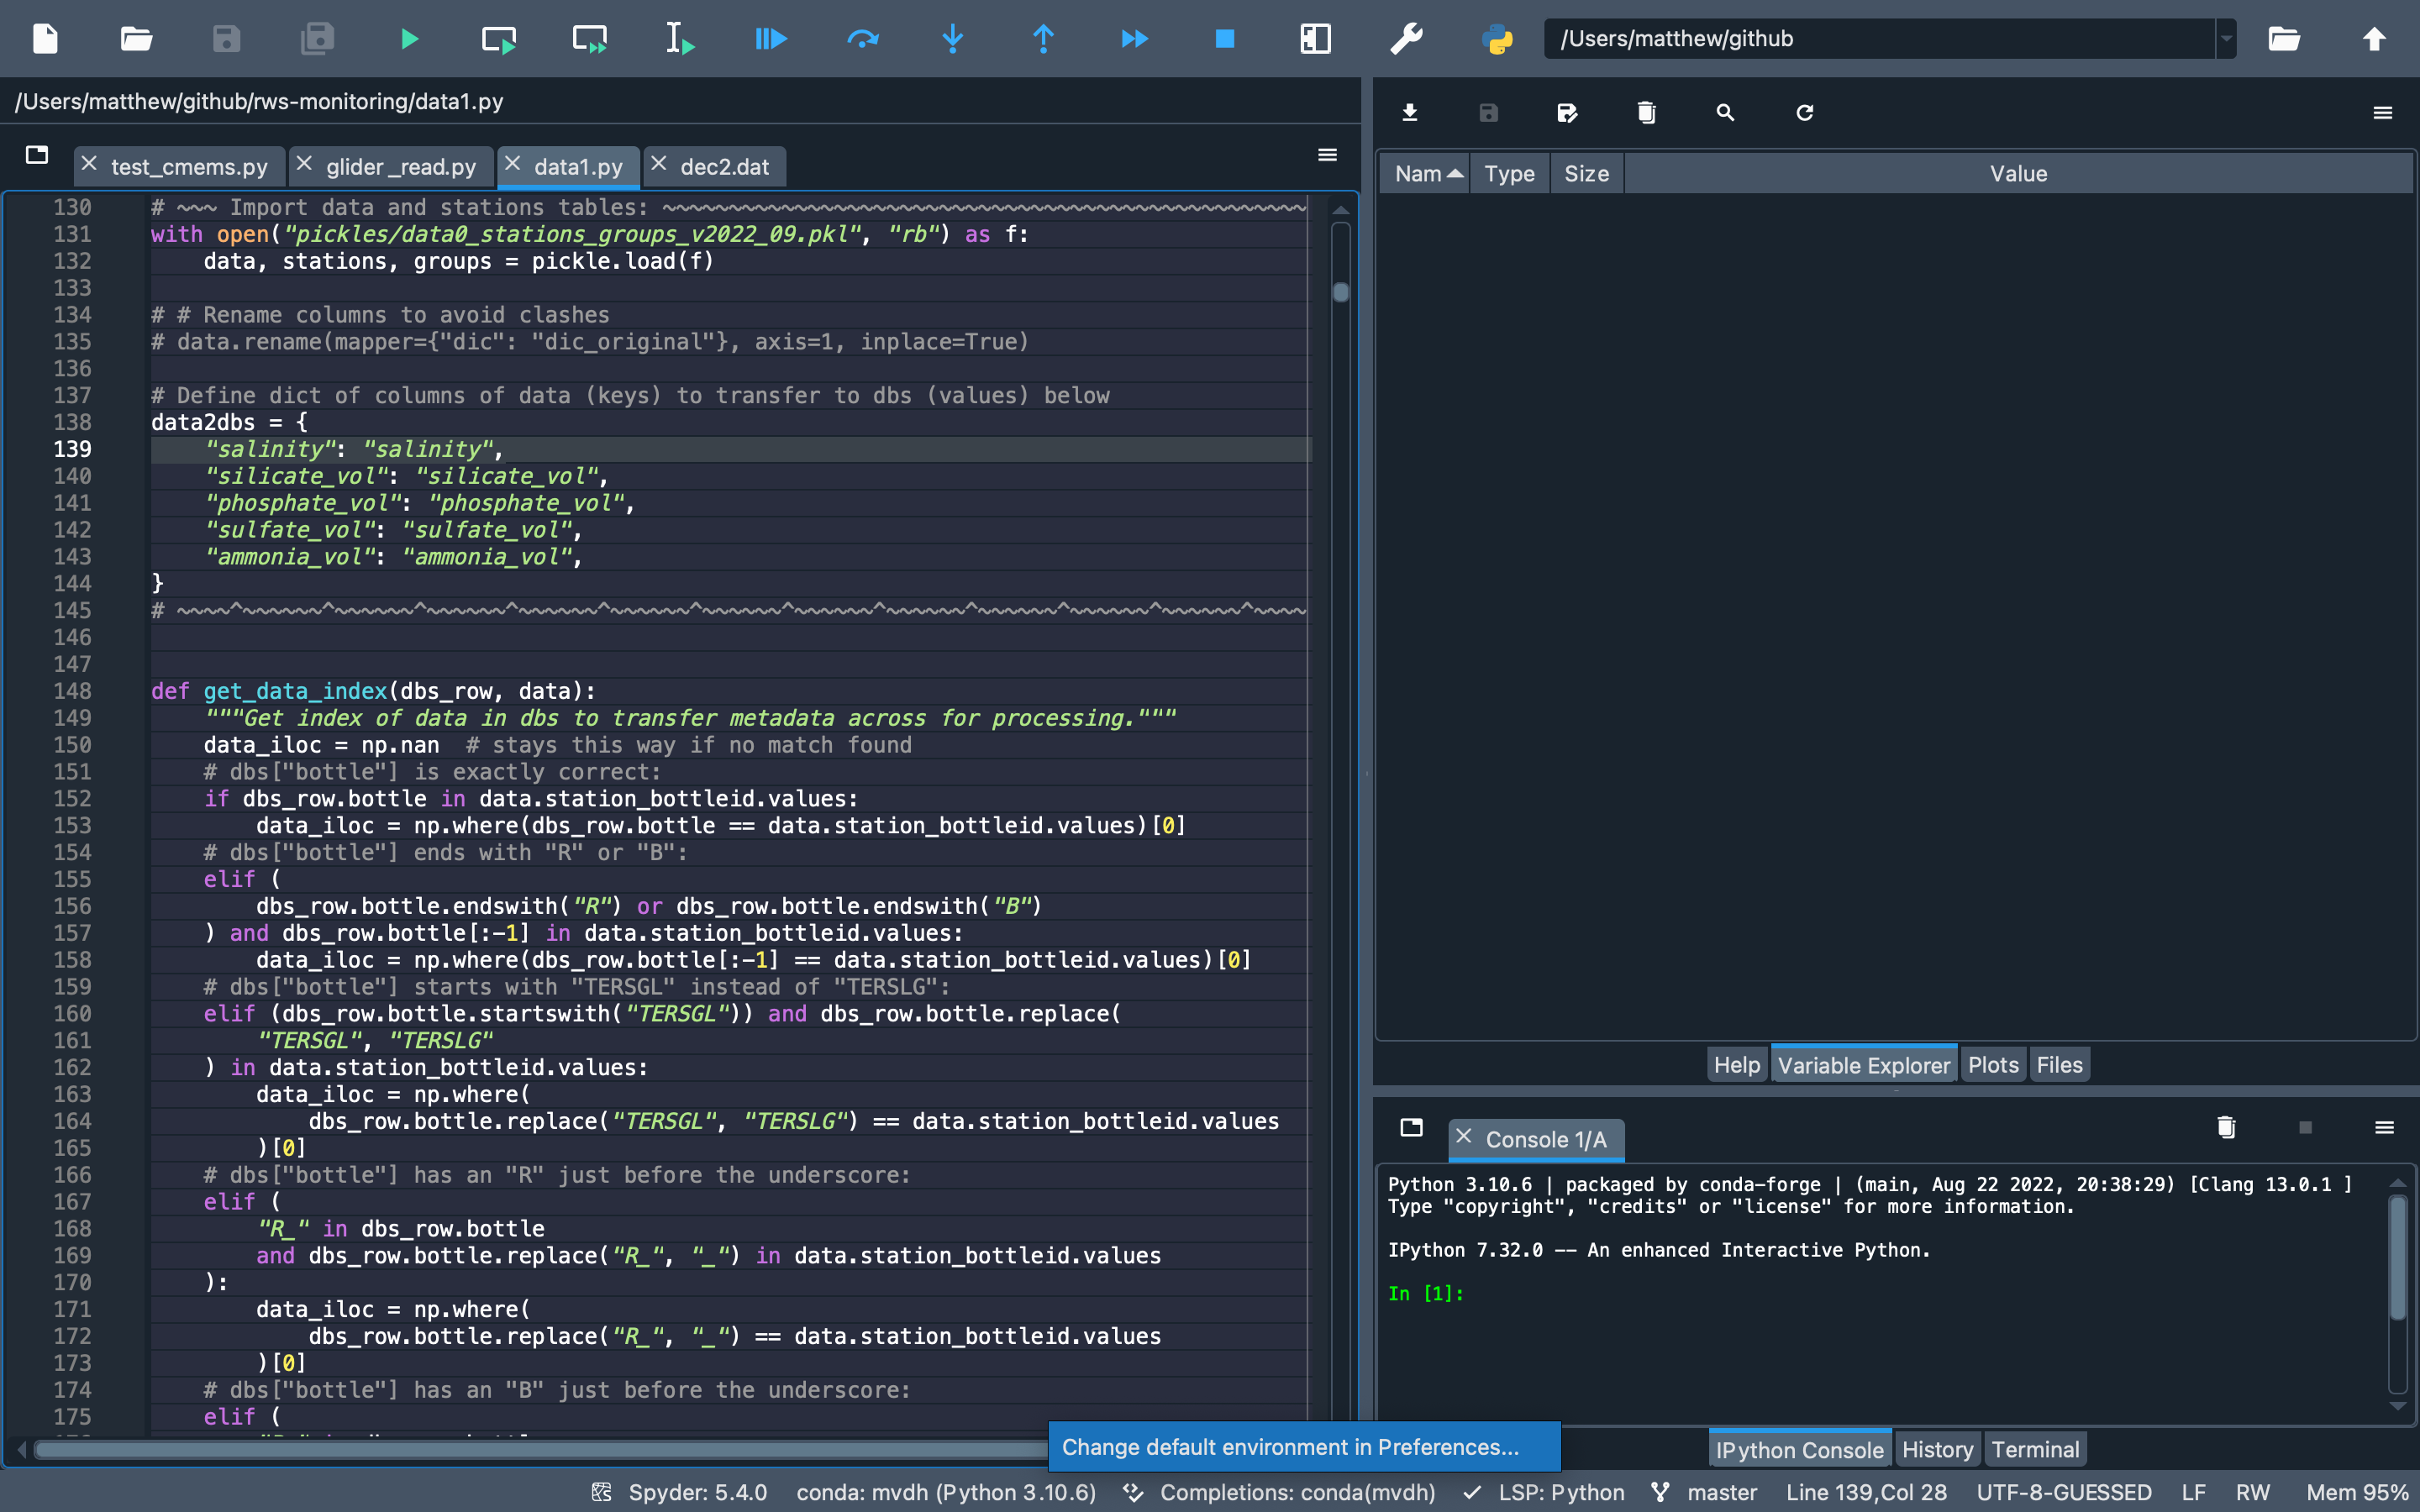 /Users/matthew/github
/Users/matthew/github/rws-monitoring/data1.py
test_cmems.py
glider _read.py
data1.py
dec2.dat
130 # ~~~ Import data and stations tables: ~~~~~~~~~~~~~~~~~~~~~~~~~~~~~~~~~~~~~~~~~~~~~~~~~
131 with open("pickles/data0_stations_groups_v2022_09.pkl", "rb") as f:
132     data, stations, groups = pickle.load(f)
133
134 # # Rename columns to avoid clashes
135 # data.rename(mapper={"dic": "dic_original"}, axis=1, inplace=True)
136
137 # Define dict of columns of data (keys) to transfer to dbs (values) below
138 data2dbs = {
139     "salinity": "salinity",
140     "silicate_vol": "silicate_vol",
141     "phosphate_vol": "phosphate_vol",
142     "sulfate_vol": "sulfate_vol",
143     "ammonia_vol": "ammonia_vol",
144 }
145 # ~~~~^~~~~~~^~~~~~~^~~~~~~^~~~~~~^~~~~~~^~~~~~~^~~~~~~^~~~~~~^~~~~~~^~~~~~~^~~~~~~^~~~~
146
147
148 def get_data_index(dbs_row, data):
149     """Get index of data in dbs to transfer metadata across for processing."""
150     data_iloc = np.nan  # stays this way if no match found
151     # dbs["bottle"] is exactly correct:
152     if dbs_row.bottle in data.station_bottleid.values:
153         data_iloc = np.where(dbs_row.bottle == data.station_bottleid.values)[0]
154     # dbs["bottle"] ends with "R" or "B":
155     elif (
156         dbs_row.bottle.endswith("R") or dbs_row.bottle.endswith("B")
157     ) and dbs_row.bottle[:-1] in data.station_bottleid.values:
158         data_iloc = np.where(dbs_row.bottle[:-1] == data.station_bottleid.values)[0]
159     # dbs["bottle"] starts with "TERSGL" instead of "TERSLG":
160     elif (dbs_row.bottle.startswith("TERSGL")) and dbs_row.bottle.replace(
161         "TERSGL", "TERSLG"
162     ) in data.station_bottleid.values:
163         data_iloc = np.where(
164             dbs_row.bottle.replace("TERSGL", "TERSLG") == data.station_bottleid.values
165         )[0]
166     # dbs["bottle"] has an "R" just before the underscore:
167     elif (
168         "R_" in dbs_row.bottle
169         and dbs_row.bottle.replace("R_", "_") in data.station_bottleid.values
170     ):
171         data_iloc = np.where(
172             dbs_row.bottle.replace("R_", "_") == data.station_bottleid.values
173         )[0]
174     # dbs["bottle"] has an "B" just before the underscore:
175     elif (
Nam Type Size Value
Help Variable Explorer Plots Files
Console 1/A
Python 3.10.6 | packaged by conda-forge | (main, Aug 22 2022, 20:38:29) [Clang 13.0.1 ]
Type "copyright", "credits" or "license" for more information.
IPython 7.32.0 -- An enhanced Interactive Python.
In [1]:
Change default environment in Preferences...
IPython Console History Terminal
Spyder: 5.4.0 conda: mvdh (Python 3.10.6) Completions: conda(mvdh) LSP: Python master Line 139,Col 28 UTF-8-GUESSED LF RW Mem 95%